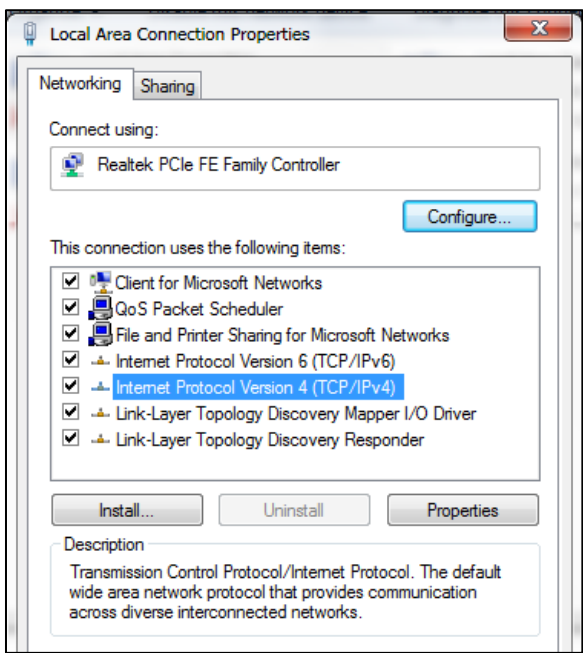 Local Area Connection Properties
Networking Sharing
Connect using:
Realtek PCIe FE Family Controller
Configure...
This connection uses the following items:
Client for Microsoft Networks
QoS Packet Scheduler
File and Printer Sharing for Microsoft Networks
Internet Protocol Version 6 (TCP/IPv6)
Internet Protocol Version 4 (TCP/IPv4)
Link-Layer Topology Discovery Mapper I/O Driver
Link-Layer Topology Discovery Responder
Install... Uninstall Properties
Description
Transmission Control Protocol/Internet Protocol. The default
wide area network protocol that provides communication
across diverse interconnected networks.